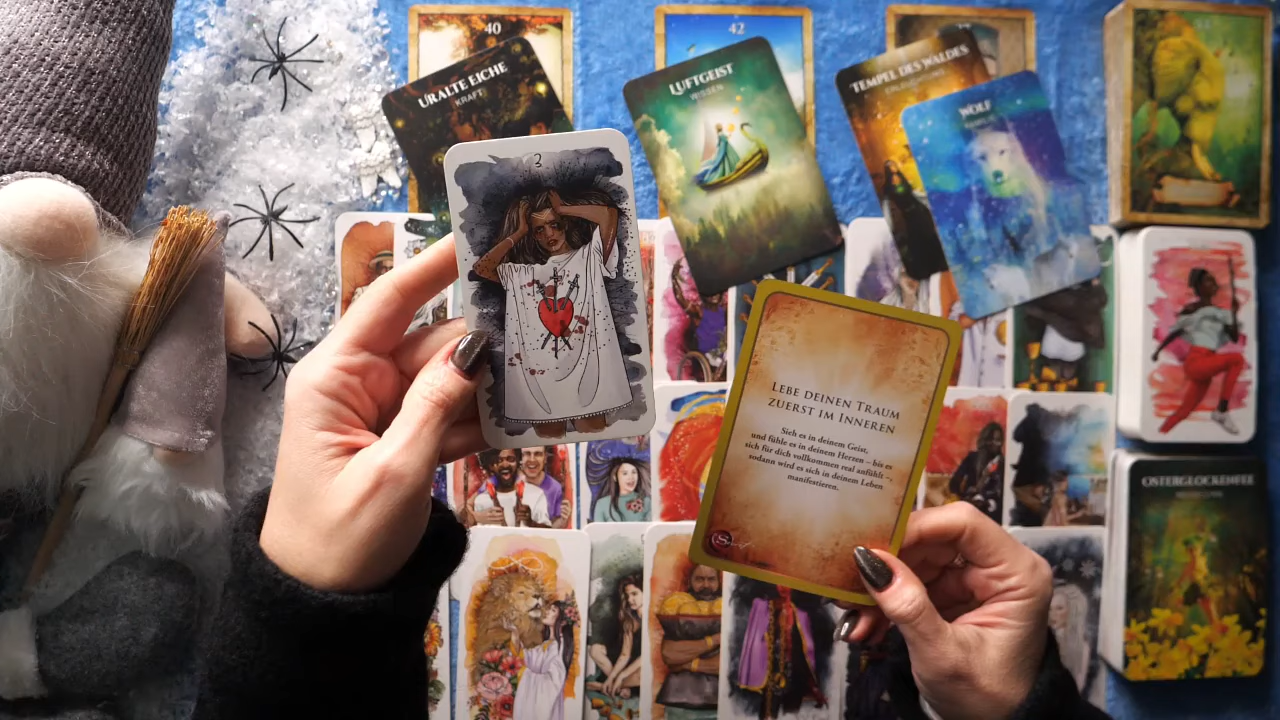 40
42
URALTE EICHE
KRAFT
LUFTGEIST
WISSEN
TEMPEL DES WALDES
ERLEUCHTUNG
WOLF
3
LEBE DEINEN TRAUM
ZUERST IM INNEREN
Sieh es in deinem Geist,
und fühle es in deinem Herzen – bis es
sich für dich vollkommen real anfühlt –,
sodann wird es sich in deinem Leben
manifestieren.
OSTERGLOCKENFEE